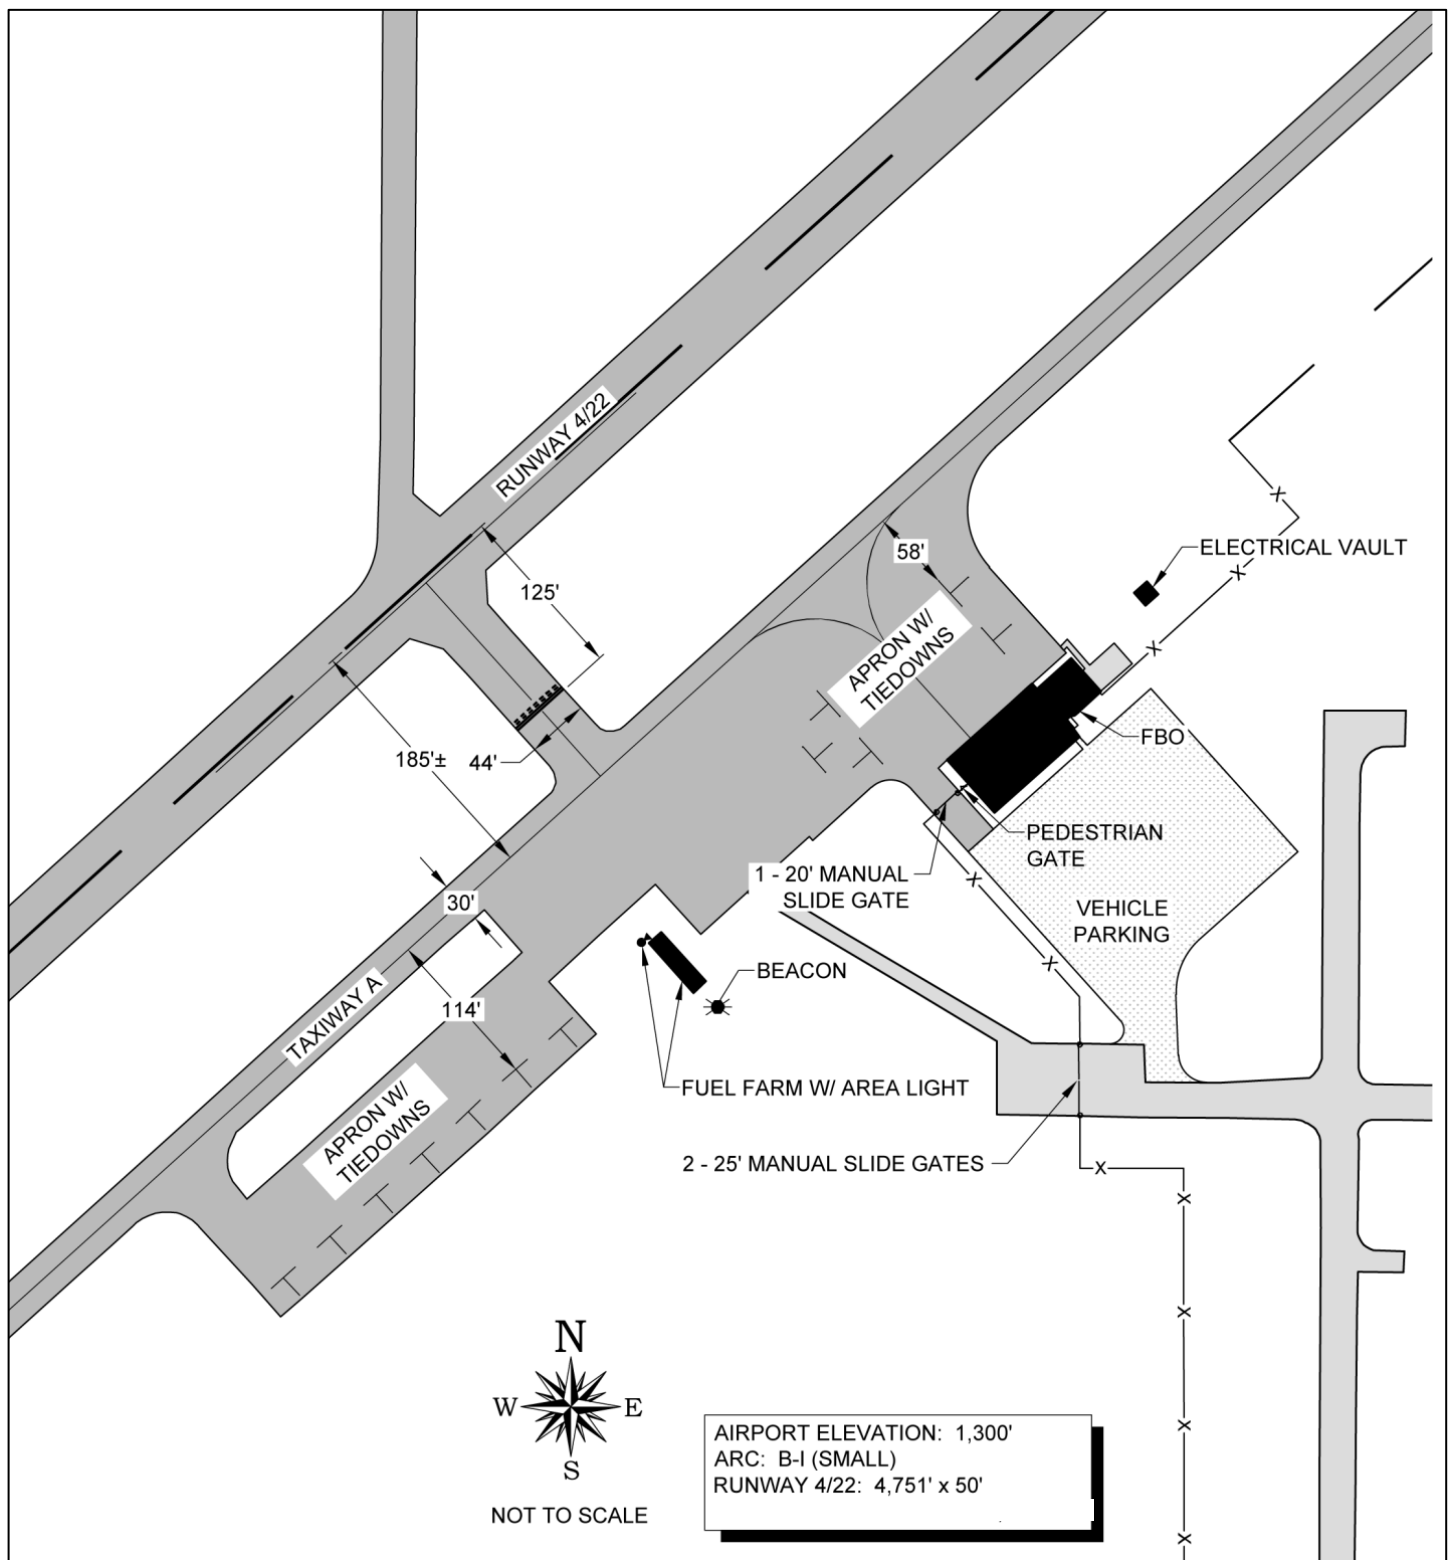 RUNWAY 4/22
125'
58'
ELECTRICAL VAULT
APRON W/
TIEDOWNS
185'±
44'
FBO
PEDESTRIAN
GATE
1 - 20' MANUAL
SLIDE GATE
30'
VEHICLE
PARKING
BEACON
TAXIWAY A
114'
FUEL FARM W/ AREA LIGHT
APRON W/
TIEDOWNS
2 - 25' MANUAL SLIDE GATES
N
W E
S
NOT TO SCALE
AIRPORT ELEVATION: 1,300'
ARC: B-I (SMALL)
RUNWAY 4/22: 4,751' x 50'